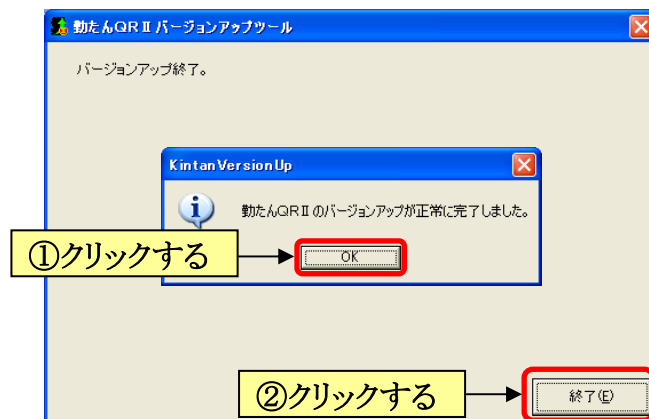 勤たんQRⅡ バージョンアップツール
バージョンアップ終了。
KintanVersionUp
勤たんQRⅡのバージョンアップが正常に完了しました。
①クリックする
OK
②クリックする
終了(E)